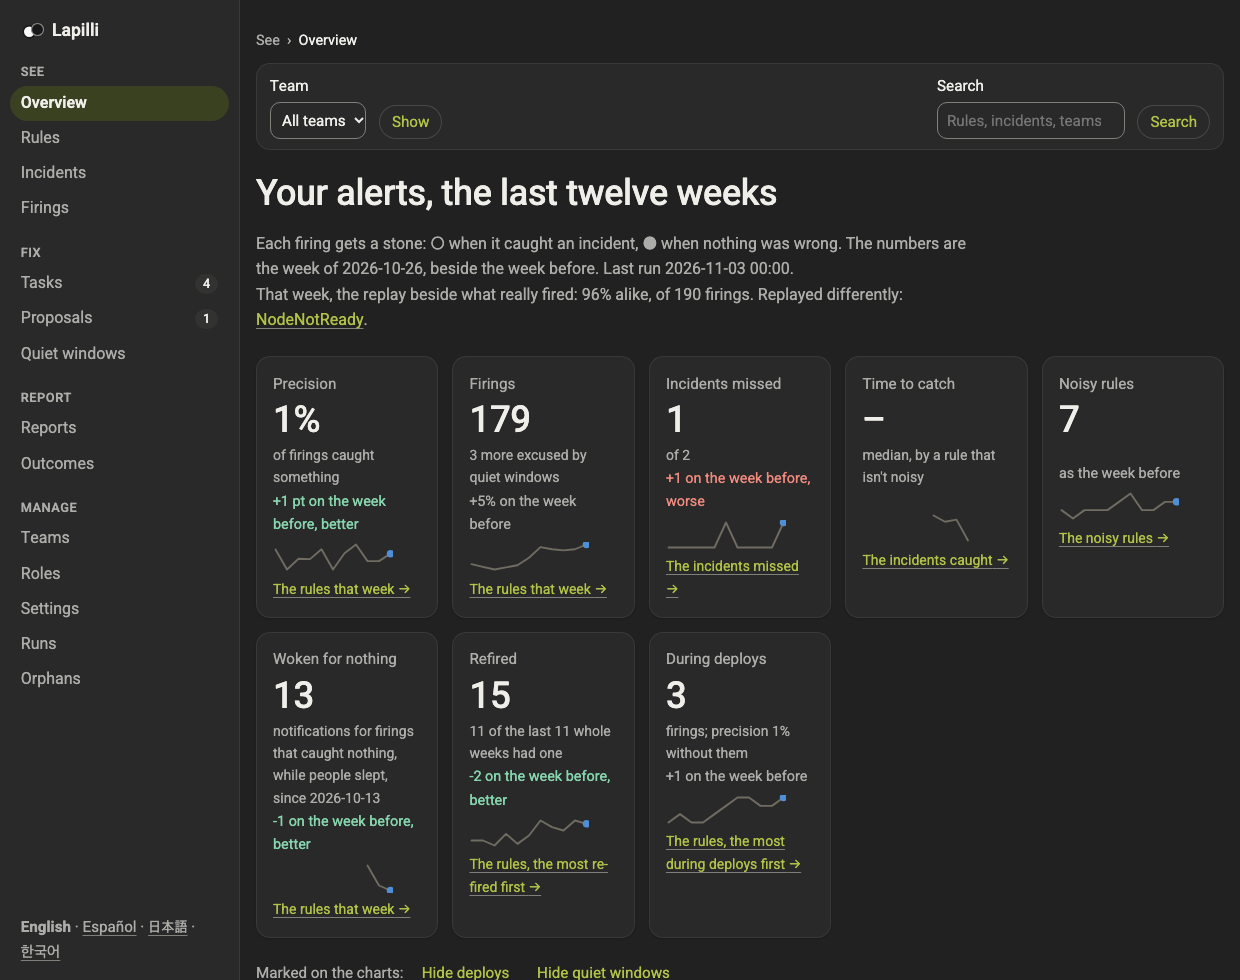 Lapilli
SEE
Overview
Rules
Incidents
Firings
FIX
Tasks 4
Proposals 1
Quiet windows
REPORT
Reports
Outcomes
MANAGE
Teams
Roles
Settings
Runs
Orphans
English · Español · 日本語 ·
한국어
See › Overview
Team
All teams
Show
Search
Rules, incidents, teams
Search
Your alerts, the last twelve weeks
Each firing gets a stone: when it caught an incident, when nothing was wrong. The numbers are
the week of 2026-10-26, beside the week before. Last run 2026-11-03 00:00.
That week, the replay beside what really fired: 96% alike, of 190 firings. Replayed differently:
NodeNotReady.
Precision
1%
of firings caught
something
+1 pt on the week
before, better
The rules that week →
Firings
179
3 more excused by
quiet windows
+5% on the week
before
The rules that week →
Incidents missed
1
of 2
+1 on the week before,
worse
The incidents missed
→
Time to catch
–
median, by a rule that
isn't noisy
The incidents caught →
Noisy rules
7
as the week before
The noisy rules →
Woken for nothing
13
notifications for firings
that caught nothing,
while people slept,
since 2026-10-13
-1 on the week before,
better
The rules that week →
Refired
15
11 of the last 11 whole
weeks had one
-2 on the week before,
better
The rules, the most re-
fired first →
During deploys
3
firings; precision 1%
without them
+1 on the week before
The rules, the most
during deploys first →
Marked on the charts: Hide deploys Hide quiet windows